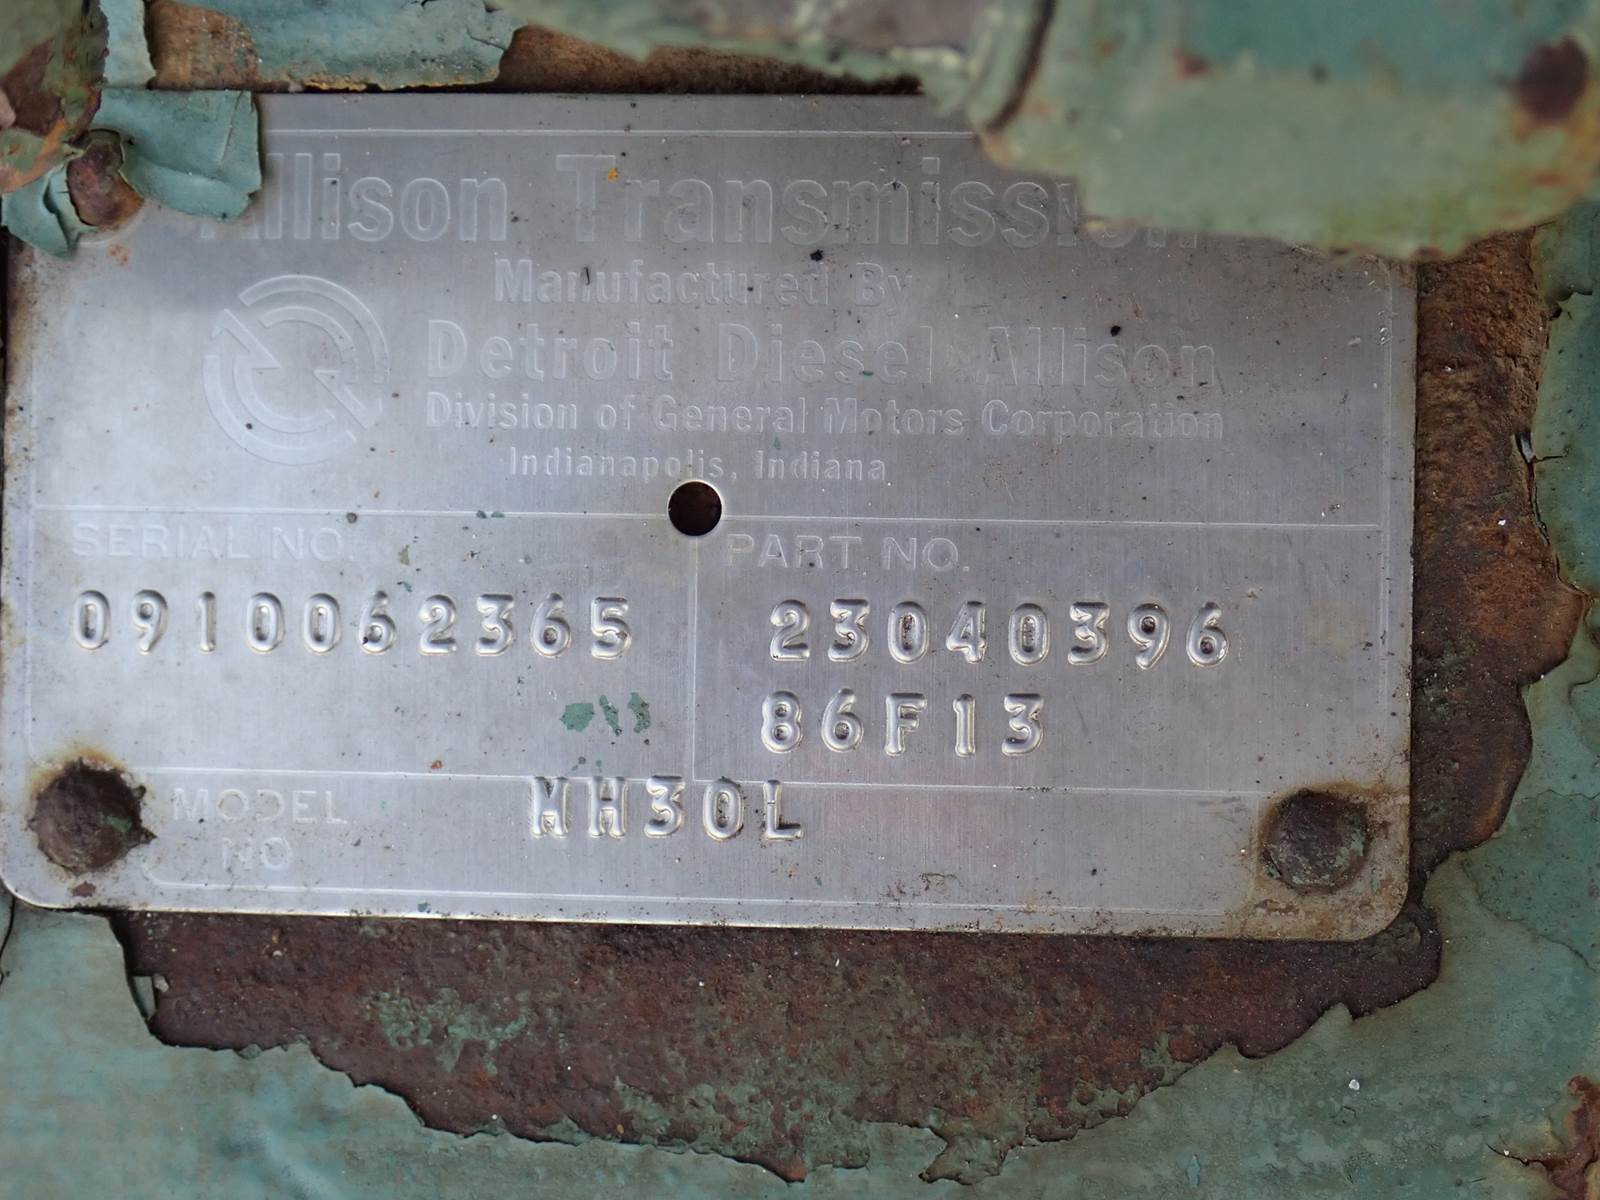 Allison Transmission
Manufactured By
Detroit Diesel Allison
Division of General Motors Corporation
Indianapolis, Indiana
SERIAL NO. PART NO.
0910062365 23040396
86F13
MODEL NO MH30L